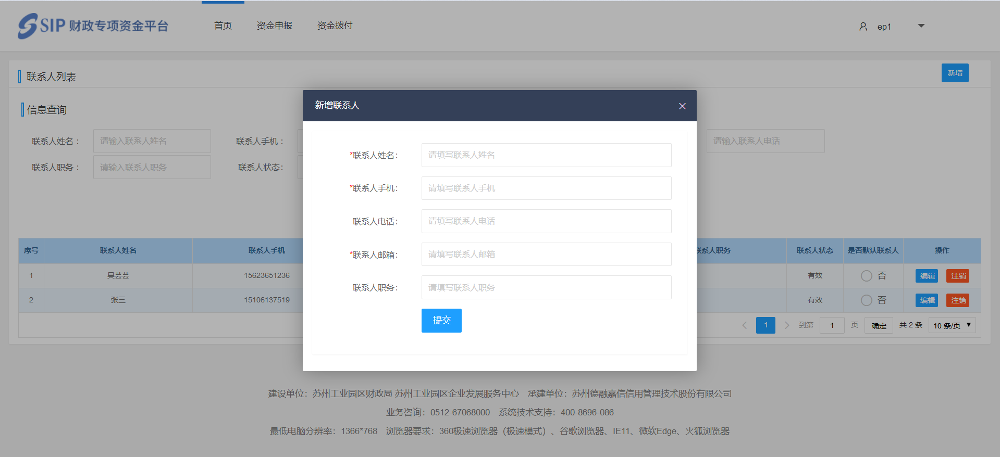 SIP 财政专项资金平台 首页 资金申报 资金拨付 ep1
联系人列表 新增
新增联系人
信息查询
联系人姓名： 请输入联系人姓名 联系人手机： 请输入联系人电话
联系人职务： 请输入联系人职务 联系人状态：
*联系人姓名： 请填写联系人姓名
*联系人手机： 请填写联系人手机
联系人电话： 请填写联系人电话
*联系人邮箱： 请填写联系人邮箱
联系人职务： 请填写联系人职务
提交
序号 联系人姓名 联系人手机 联系人职务 联系人状态 是否默认联系人 操作
1 吴芸芸 15623651236 有效 否 编辑 注销
2 张三 15106137519 有效 否 编辑 注销
1 到第 1 页 确定 共 2 条 10 条/页
建设单位：苏州工业园区财政局 苏州工业园区企业发展服务中心 承建单位：苏州德融嘉信信用管理技术股份有限公司
业务咨询：0512-67068000 系统技术支持：400-8696-086
最低电脑分辨率：1366*768 浏览器要求：360极速浏览器（极速模式）、谷歌浏览器、IE11、微软Edge、火狐浏览器